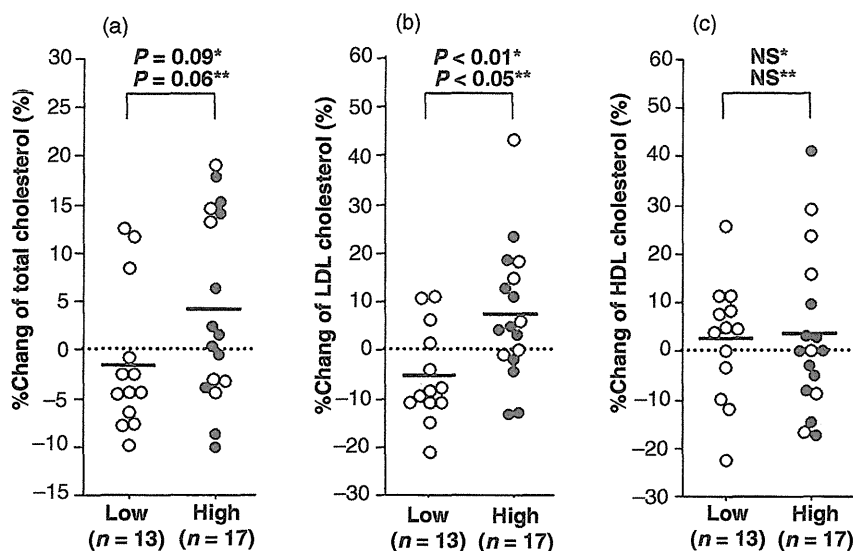 (a)
P = 0.09*
P = 0.06**
%Chang of total cholesterol (%)
30
25
20
15
10
5
0
−5
−10
−15
Low
(n = 13)
High
(n = 17)
(b)
P < 0.01*
P < 0.05**
%Chang of LDL cholesterol (%)
60
50
40
30
20
10
0
−10
−20
−30
Low
(n = 13)
High
(n = 17)
(c)
NS*
NS**
%Chang of HDL cholesterol (%)
60
50
40
30
20
10
0
−10
−20
−30
Low
(n = 13)
High
(n = 17)